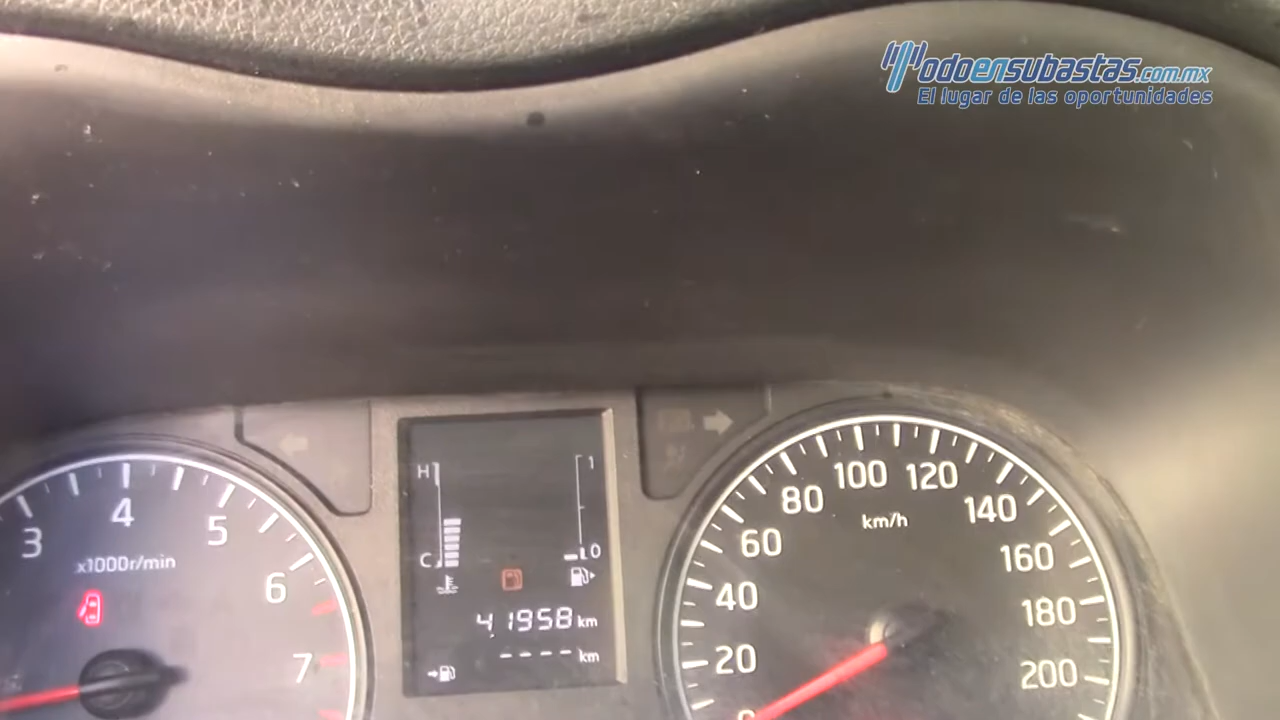 Todoensubastas.com.mx
El lugar de las oportunidades
3
4
5
6
7
x1000r/min
H
C
1
0
41958 km
---- km
0
20
40
60
80
100
120
140
160
180
200
km/h